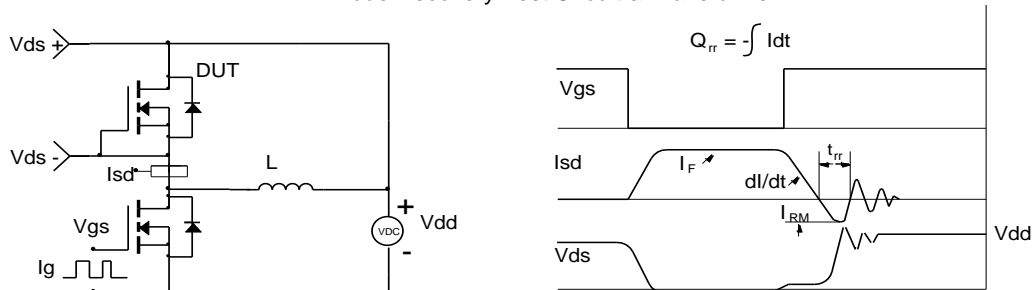 Vds +
DUT
Vds -
Isd
L
Vgs
Ig
+
VDC
-
Vdd
Qrr = -∫ Idt
Vgs
Isd
IF
dI/dt
trr
IRM
Vds
Vdd